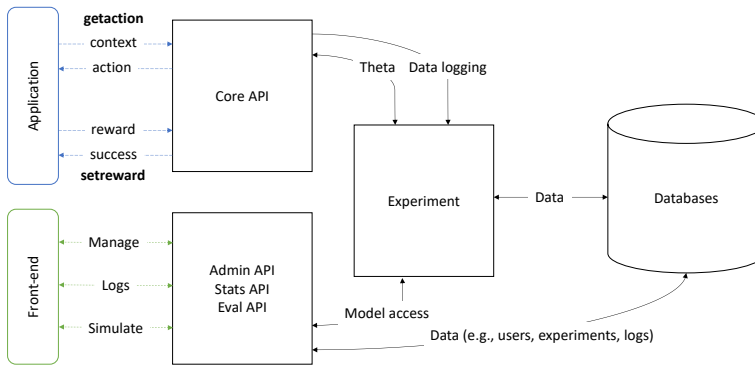 getaction
context
action
reward
success
setreward
Application
Core API
Theta
Data logging
Experiment
Data
Databases
Front-end
Manage
Logs
Simulate
Admin API
Stats API
Eval API
Model access
Data (e.g., users, experiments, logs)